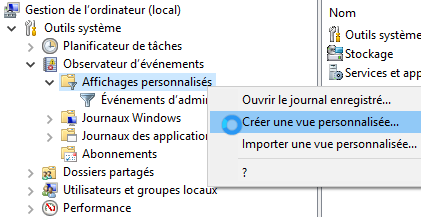 Gestion de l'ordinateur (local)
Outils système
Planificateur de tâches
Observateur d'événements
Affichages personnalisés
Événements d'admi
Journaux Windows
Journaux des application
Abonnements
Dossiers partagés
Utilisateurs et groupes locaux
Performance
Nom
Outils système
Stockage
Services et app
Ouvrir le journal enregistré...
Créer une vue personnalisée...
Importer une vue personnalisée...
?